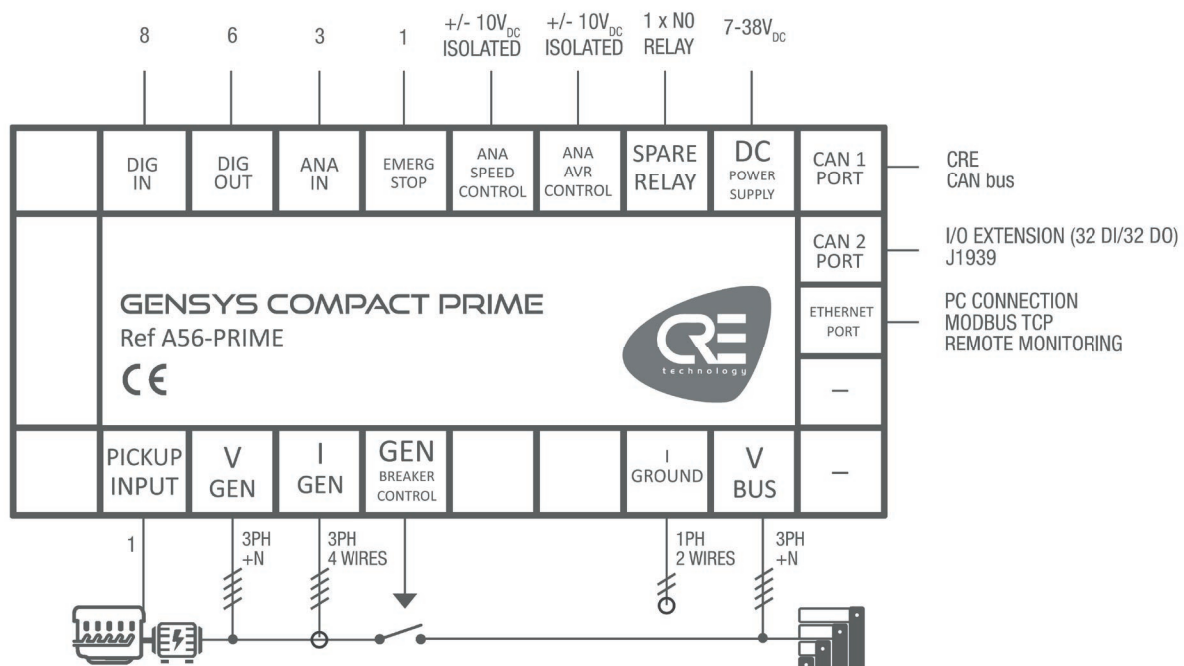 8
6
3
1
+/- 10VDC
ISOLATED
+/- 10VDC
ISOLATED
1 x NO
RELAY
7-38VDC
DIG
IN
DIG
OUT
ANA
IN
EMERG
STOP
ANA
SPEED
CONTROL
ANA
AVR
CONTROL
SPARE
RELAY
DC
POWER
SUPPLY
CAN 1
PORT
CRE
CAN bus
CAN 2
PORT
I/O EXTENSION (32 DI/32 DO)
J1939
ETHERNET
PORT
PC CONNECTION
MODBUS TCP
REMOTE MONITORING
GENSYS COMPACT PRIME
Ref A56-PRIME
CE
CRE
technology
–
PICKUP
INPUT
V
GEN
I
GEN
GEN
BREAKER
CONTROL
I
GROUND
V
BUS
–
1
3PH
+N
3PH
4 WIRES
1PH
2 WIRES
3PH
+N